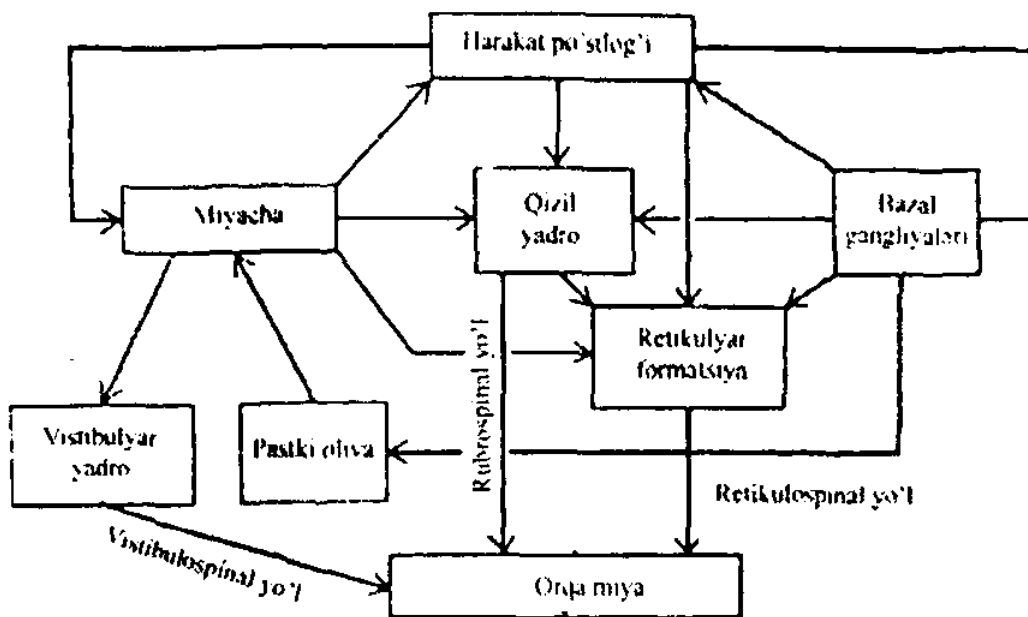 Harakat po'stlog'i
Miyacha
Qizil
yadro
Bazal
gangliyalari
Retikulyar
formatsiya
Vistibulyar
yadro
Pastki oliva
Rubrospinal yo'l
Retikulospinal yo'l
Vistibulospinal yo'l
Orqa miya